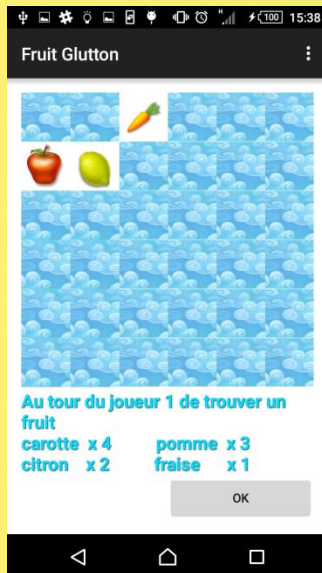 100 15:38
Fruit Glutton
Au tour du joueur 1 de trouver un
fruit
carotte x 4 pomme x 3
citron x 2 fraise x 1
OK